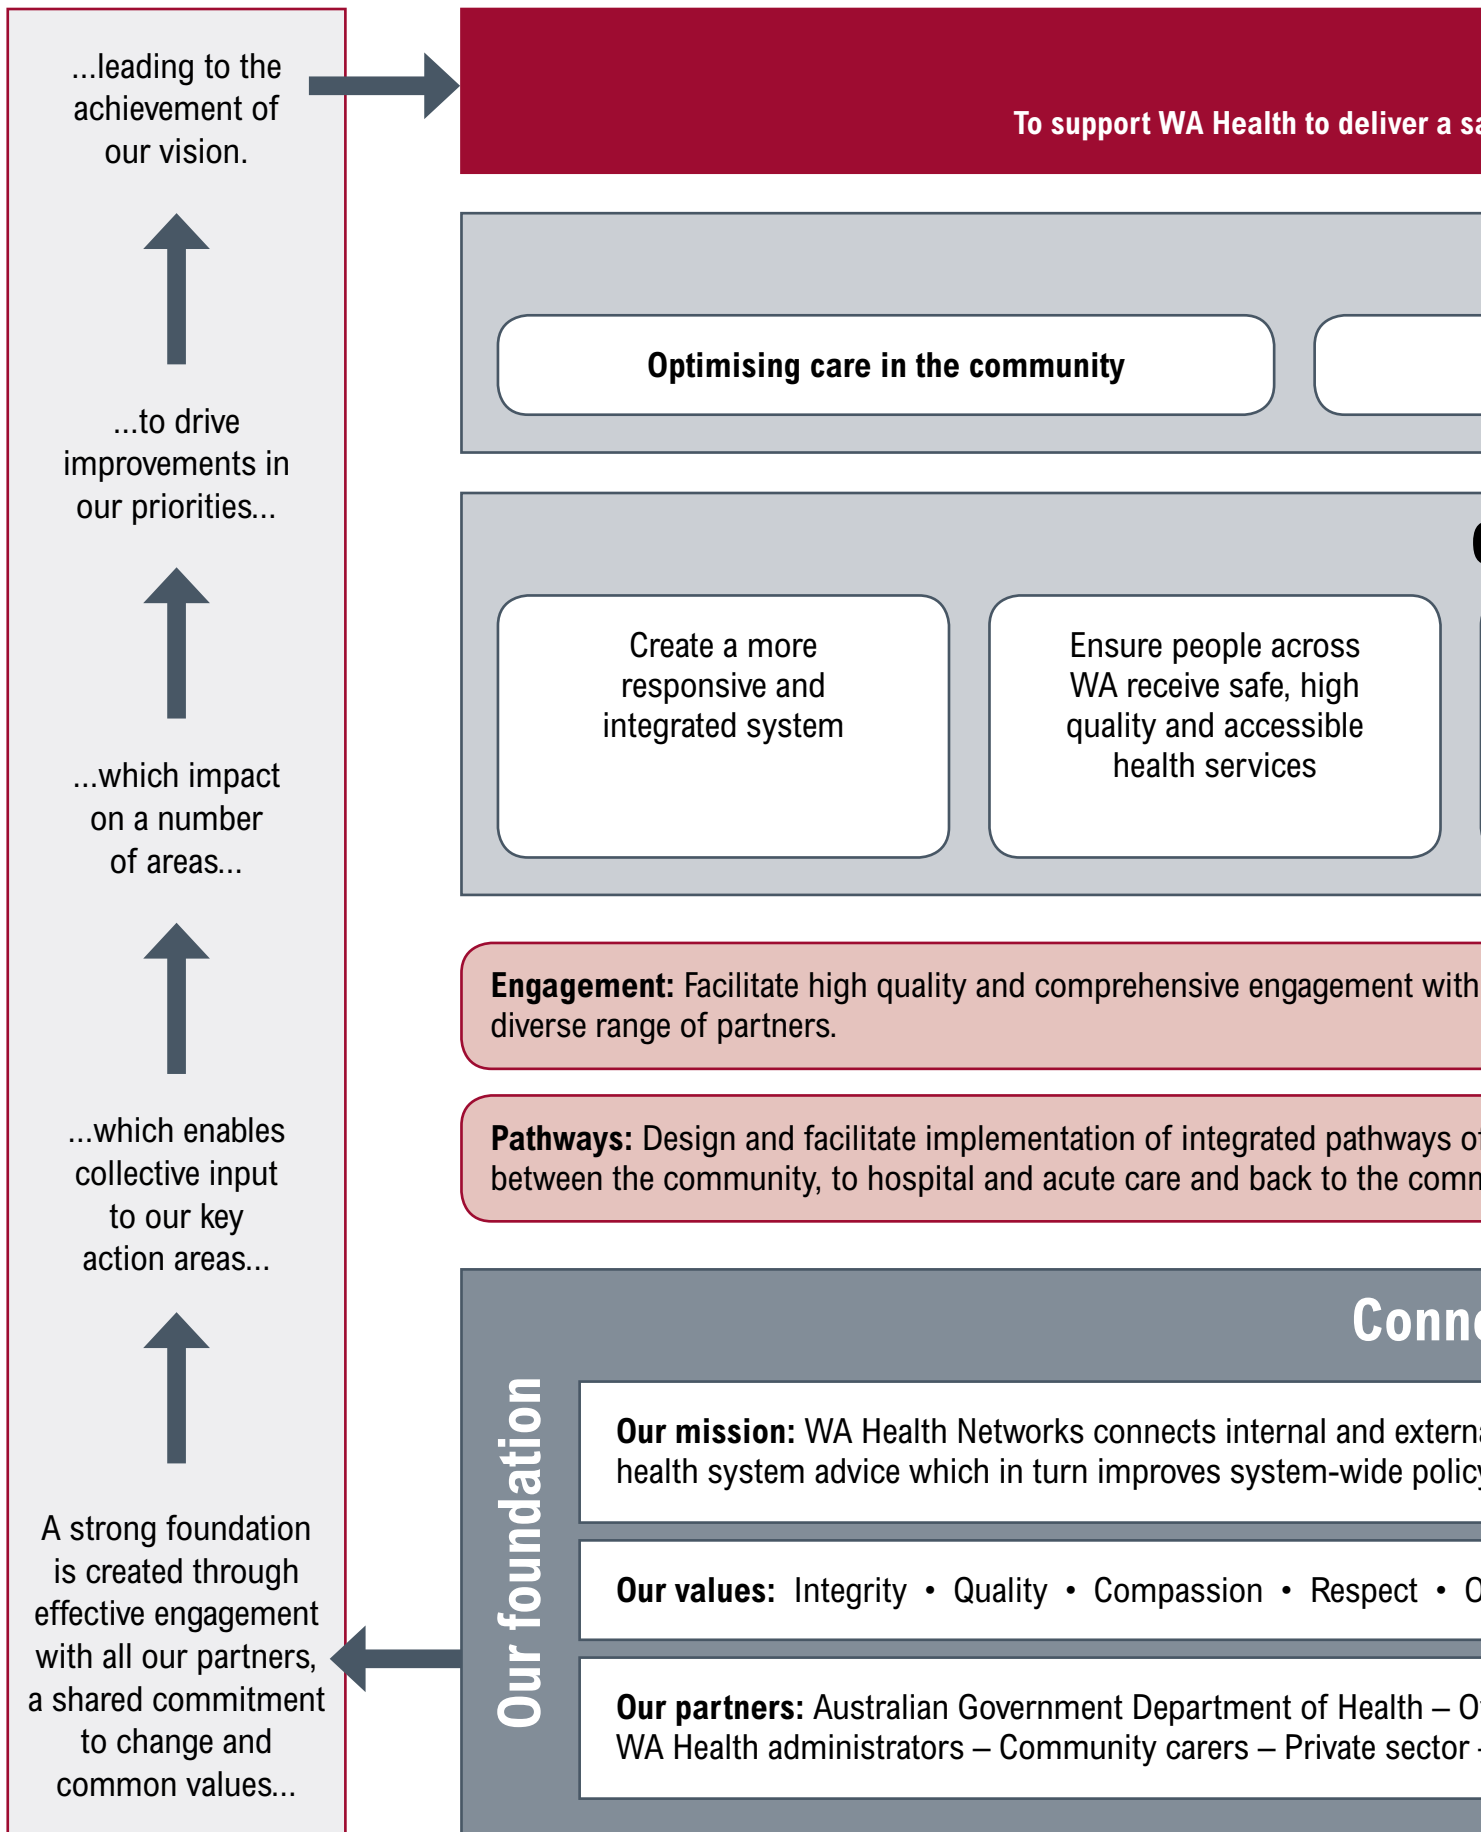 ...leading to the
achievement of
our vision.
...to drive
improvements in
our priorities...
...which impact
on a number
of areas...
...which enables
collective input
to our key
action areas...
A strong foundation
is created through
effective engagement
with all our partners,
a shared commitment
to change and
common values...
To support WA Health to deliver a
Optimising care in the community
Create a more
responsive and
integrated system
Ensure people across
WA receive safe, high
quality and accessible
health services
Engagement: Facilitate high quality and comprehensive engagement with
diverse range of partners.
Pathways: Design and facilitate implementation of integrated pathways
between the community, to hospital and acute care and back to the
Our foundation
Our mission: WA Health Networks connects internal and
health system advice which in turn improves system-wide
Our values: Integrity • Quality • Compassion • Respect •
Our partners: Australian Government Department of Health –
WA Health administrators – Community carers – Private sector